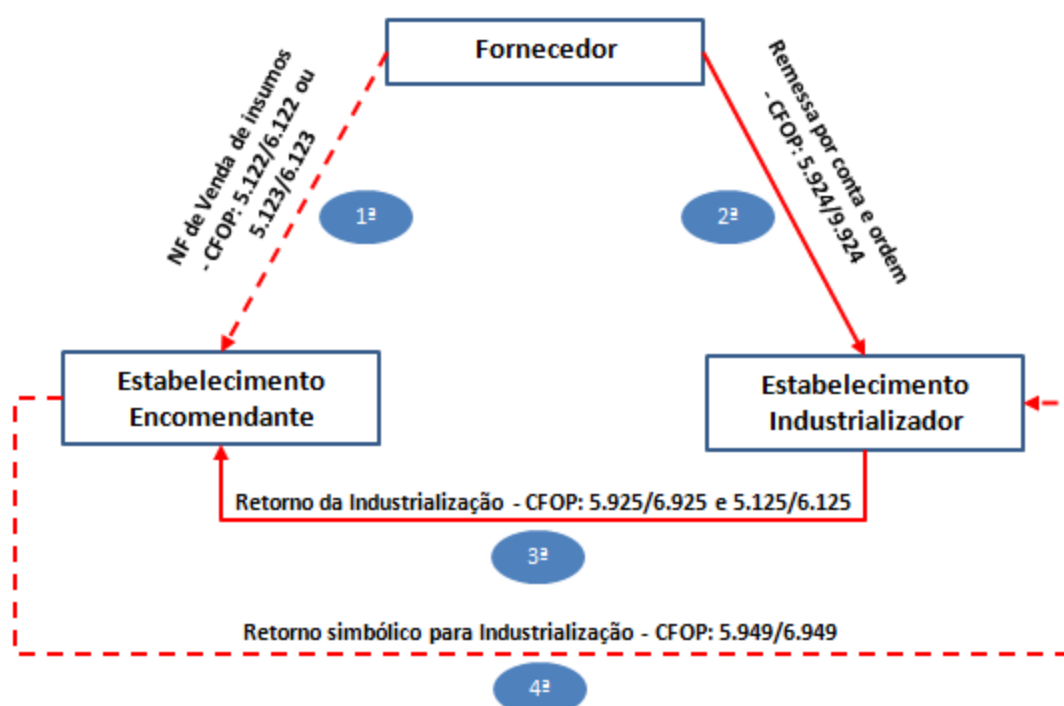 Fornecedor
NF de Venda de insumos
- CFOP: 5.122/6.122 ou
5.123/6.123
1ª
2ª
Remessa por conta e ordem
- CFOP: 5.924/9.924
Estabelecimento
Encomendante
Estabelecimento
Industrializador
Retorno da Industrialização - CFOP: 5.925/6.925 e 5.125/6.125
3ª
Retorno simbólico para Industrialização - CFOP: 5.949/6.949
4ª